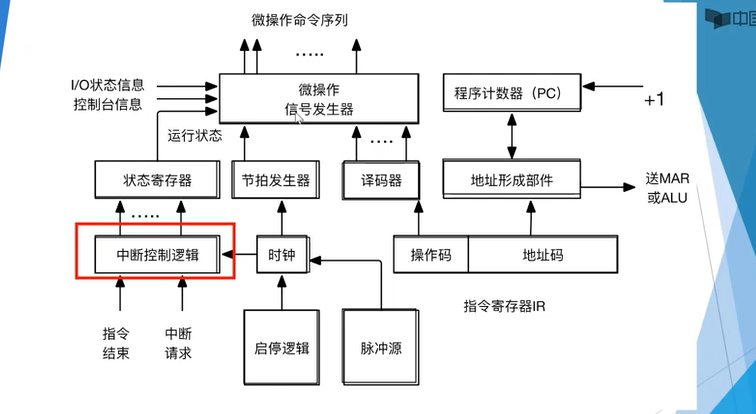 微操作命令序列
.....
中国
I/O状态信息
控制台信息
微操作
信号发生器
程序计数器（PC）
+1
运行状态
....
状态寄存器
节拍发生器
译码器
地址形成部件
送MAR
或ALU
.....
中断控制逻辑
时钟
操作码
地址码
指令寄存器IR
指令
结束
中断
请求
启停逻辑
脉冲源